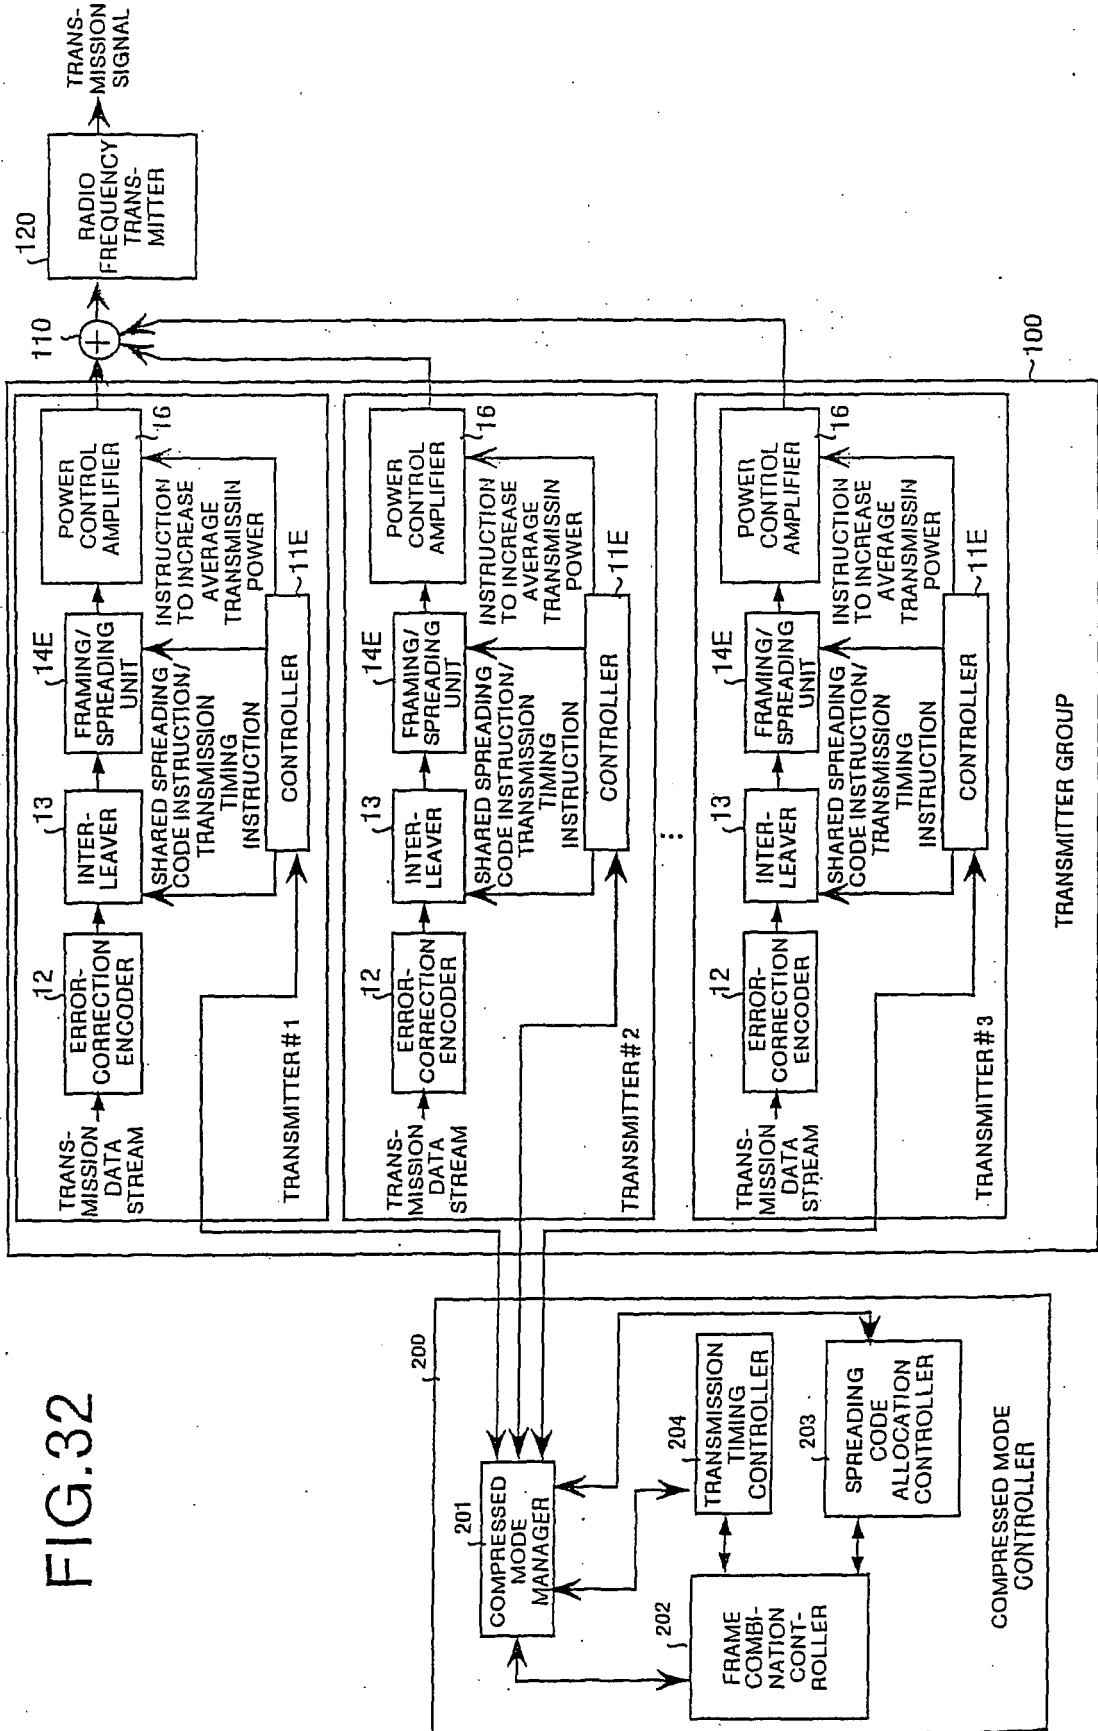 FIG.32
TRANS-
MISSION
SIGNAL
120
RADIO
FREQUENCY
TRANS-
MITTER
110
+
100
TRANSMITTER GROUP
TRANS-
MISSION
DATA
STREAM
12
ERROR-
CORRECTION
ENCODER
13
INTER-
LEAVER
14E
FRAMING/
SPREADING
UNIT
POWER
CONTROL
AMPLIFIER
16
SHARED SPREADING
CODE INSTRUCTION/
TRANSMISSION
TIMING
INSTRUCTION
INSTRUCTION
TO INCREASE
AVERAGE
TRANSMISSIN
POWER
CONTROLLER
11E
TRANSMITTER#1
TRANS-
MISSION
DATA
STREAM
12
ERROR-
CORRECTION
ENCODER
13
INTER-
LEAVER
14E
FRAMING/
SPREADING
UNIT
POWER
CONTROL
AMPLIFIER
16
SHARED SPREADING
CODE INSTRUCTION/
TRANSMISSION
TIMING
INSTRUCTION
INSTRUCTION
TO INCREASE
AVERAGE
TRANSMISSIN
POWER
CONTROLLER
11E
TRANSMITTER#2
...
TRANS-
MISSION
DATA
STREAM
12
ERROR-
CORRECTION
ENCODER
13
INTER-
LEAVER
14E
FRAMING/
SPREADING
UNIT
POWER
CONTROL
AMPLIFIER
16
SHARED SPREADING
CODE INSTRUCTION/
TRANSMISSION
TIMING
INSTRUCTION
INSTRUCTION
TO INCREASE
AVERAGE
TRANSMISSIN
POWER
CONTROLLER
11E
TRANSMITTER#3
200
201
COMPRESSED
MODE
MANAGER
204
TRANSMISSION
TIMING
CONTROLLER
202
FRAME
COMBI-
NATION
CONT-
ROLLER
203
SPREADING
CODE
ALLOCATION
CONTROLLER
COMPRESSED MODE
CONTROLLER